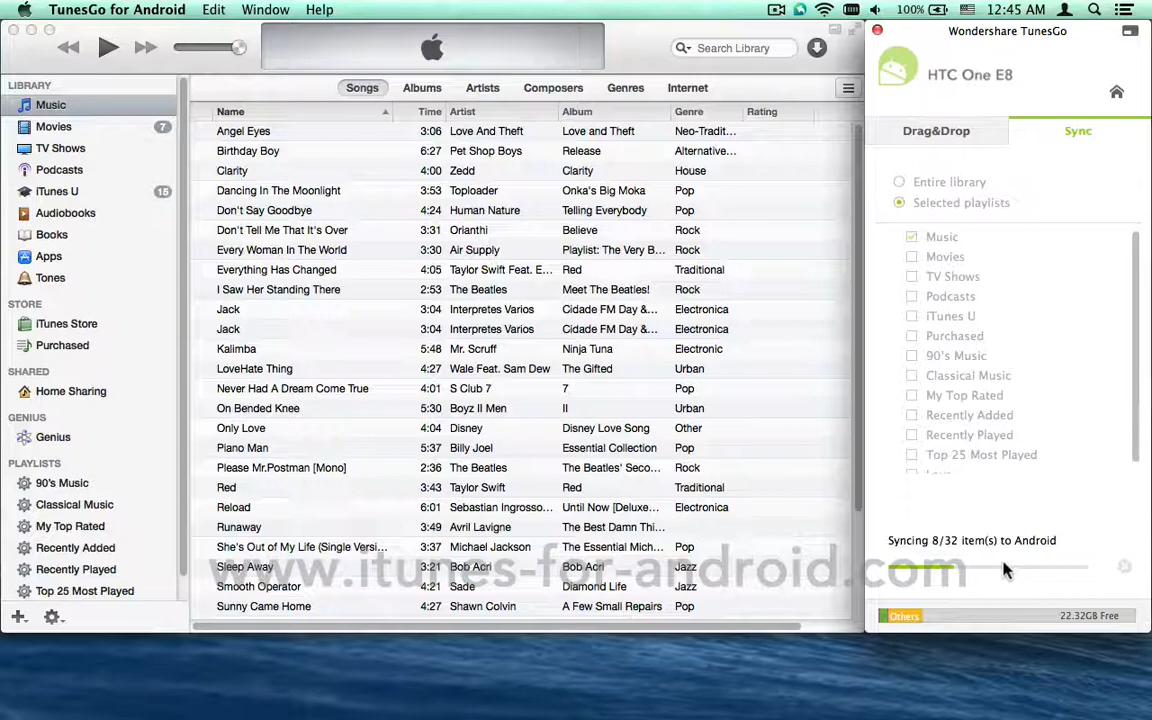 TunesGo for Android Edit Window Help 100% 12:45 AM
Search Library
LIBRARY
Music
Movies 7
TV Shows
Podcasts
iTunes U 15
Audiobooks
Books
Apps
Tones
STORE
iTunes Store
Purchased
SHARED
Home Sharing
GENIUS
Genius
PLAYLISTS
90's Music
Classical Music
My Top Rated
Recently Added
Recently Played
Top 25 Most Played
Songs Albums Artists Composers Genres Internet
Name Time Artist Album Genre Rating
Angel Eyes 3:06 Love And Theft Love and Theft Neo-Tradit...
Birthday Boy 6:27 Pet Shop Boys Release Alternative...
Clarity 4:00 Zedd Clarity House
Dancing In The Moonlight 3:53 Toploader Onka's Big Moka Pop
Don't Say Goodbye 4:24 Human Nature Telling Everybody Pop
Don't Tell Me That It's Over 3:31 Orianthi Believe Rock
Every Woman In The World 3:30 Air Supply Playlist: The Very B... Rock
Everything Has Changed 4:05 Taylor Swift Feat. E... Red Traditional
I Saw Her Standing There 2:53 The Beatles Meet The Beatles! Rock
Jack 3:04 Interpretes Varios Cidade FM Day &... Electronica
Jack 3:04 Interpretes Varios Cidade FM Day &... Electronica
Kalimba 5:48 Mr. Scruff Ninja Tuna Electronic
LoveHate Thing 4:27 Wale Feat. Sam Dew The Gifted Urban
Never Had A Dream Come True 4:01 S Club 7 7 Pop
On Bended Knee 5:30 Boyz II Men II Urban
Only Love 4:04 Disney Disney Love Song Other
Piano Man 5:37 Billy Joel Essential Collection Pop
Please Mr.Postman [Mono] 2:36 The Beatles The Beatles' Seco... Rock
Red 3:43 Taylor Swift Red Traditional
Reload 6:01 Sebastian Ingrosso... Until Now [Deluxe... Electronica
Runaway 3:49 Avril Lavigne The Best Damn Thi...
She's Out of My Life (Single Versi... 3:37 Michael Jackson The Essential Mich... Pop
Sleep Away 3:21 Bob Acri Bob Acri Jazz
Smooth Operator 4:21 Sade Diamond Life Jazz
Sunny Came Home 4:27 Shawn Colvin A Few Small Repairs Pop
www.itunes-for-android.com
Wondershare TunesGo
HTC One E8
Drag&Drop Sync
Entire library
Selected playlists
Music
Movies
TV Shows
Podcasts
iTunes U
Purchased
90's Music
Classical Music
My Top Rated
Recently Added
Recently Played
Top 25 Most Played
Syncing 8/32 item(s) to Android
Others 22.32GB Free